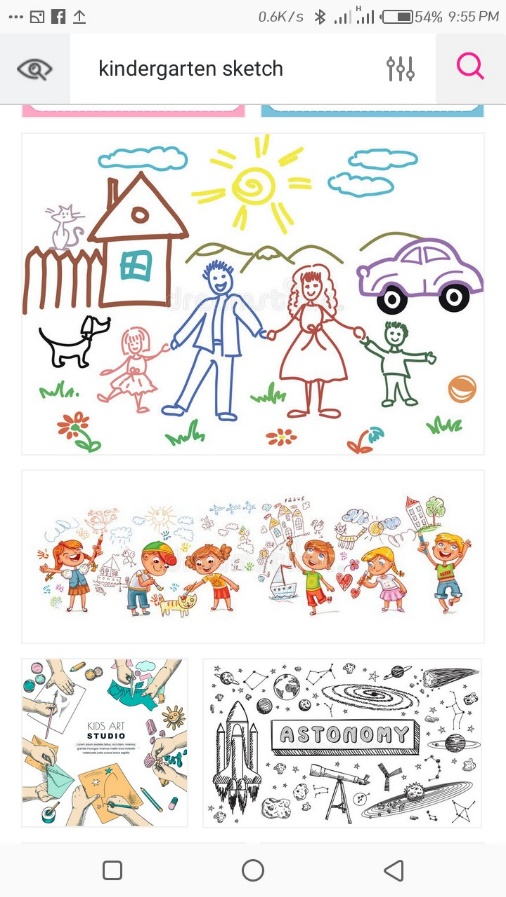 0.6K/s H 54% 9:55 PM
kindergarten sketch
KIDS ART
STUDIO
ASTONOMY